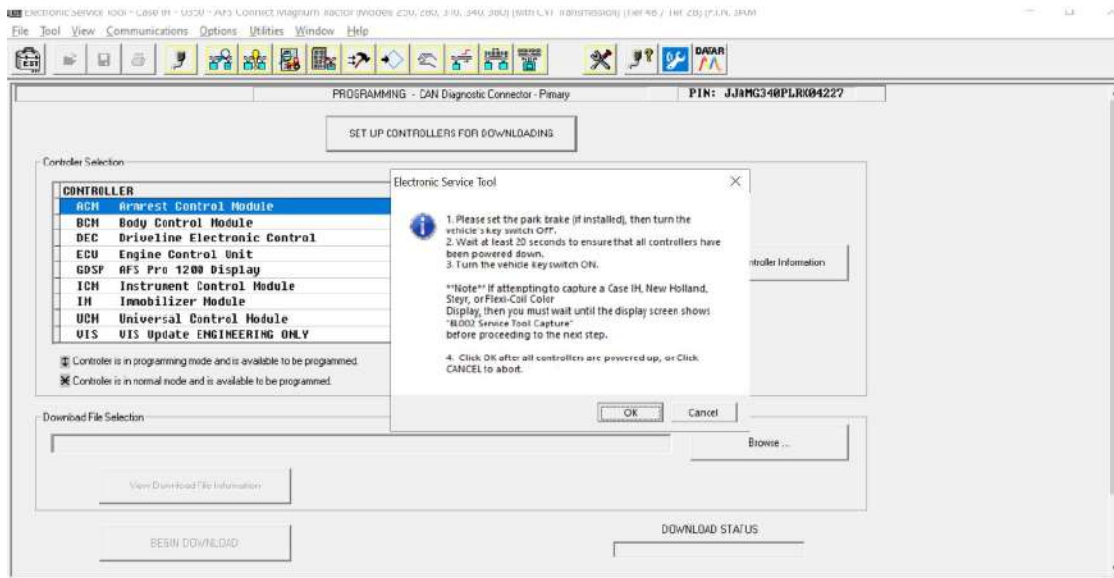 Electronic Service Tool - Case IH - 0350 - AFS Connect Magnum Tractor (Models 250, 280, 310, 340, 380) (with CVT Transmission) (Tier 4B / Tier 2B)
File Tool View Communications Options Utilities Window Help
EST
DATAR
PROGRAMMING - CAN Diagnostic Connector - Primary
PIN: JJAMG340PLRK04227
SET UP CONTROLLERS FOR DOWNLOADING
Controller Selection
CONTROLLER
ACM Armrest Control Module
BCM Body Control Module
DEC Driveline Electronic Control
ECU Engine Control Unit
GDSP AFS Pro 1200 Display
ICM Instrument Control Module
IM Immobilizer Module
UCM Universal Control Module
VIS VIS Update ENGINEERING ONLY
Controller is in programming mode and is available to be programmed.
Controller is in normal mode and is available to be programmed.
Electronic Service Tool
1. Please set the park brake (if installed), then turn the
vehicle's key switch OFF.
2. Wait at least 20 seconds to ensure that all controllers have
been powered down.
3. Turn the vehicle keyswitch ON.
**Note** If attempting to capture a Case IH, New Holland,
Steyr, or Flexi-Coil Color
Display, then you must wait until the display screen shows
"BL002 Service Tool Capture"
before proceeding to the next step.
4. Click OK after all controllers are powered up, or Click
CANCEL to abort.
OK
Cancel
ntroller Information
Download File Selection
Browse ...
View Download File Information
BEGIN DOWNLOAD
DOWNLOAD STATUS